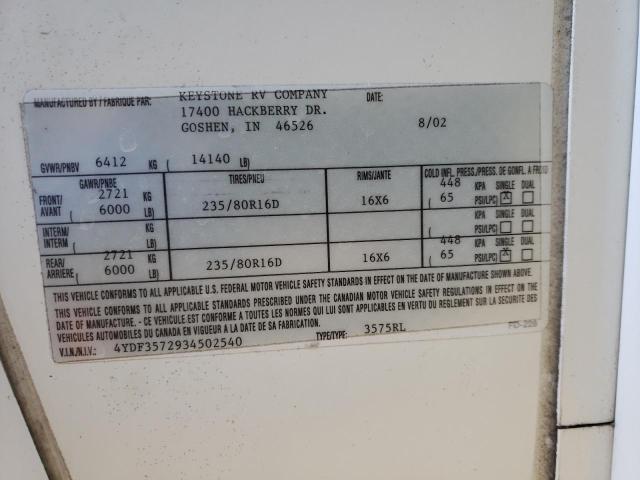 MANUFACTURED BY / FABRIQUE PAR: KEYSTONE RV COMPANY DATE:
17400 HACKBERRY DR.
GOSHEN, IN 46526 8/02
GVWR/PNBV 6412 KG ( 14140 LB)
GAWR/PNBE TIRES/PNEU RIMS/JANTE COLD INFL. PRESS./PRESS. DE GONFL. A FROID
FRONT/ 2721 KG 448 KPA SINGLE DUAL
AVANT ( 6000 LB) 235/80R16D 16X6 ( 65 PSI/LPC) X
INTERM/ KG KPA SINGLE DUAL
INTERM ( LB) PSI/LPC)
REAR/ 2721 KG 448 KPA SINGLE DUAL
ARRIÈRE ( 6000 LB) 235/80R16D 16X6 ( 65 PSI/LPC) X
THIS VEHICLE CONFORMS TO ALL APPLICABLE U.S. FEDERAL MOTOR VEHICLE SAFETY STANDARDS IN EFFECT ON THE DATE OF MANUFACTURE SHOWN ABOVE.
THIS VEHICLE CONFORMS TO ALL APPLICABLE STANDARDS PRESCRIBED UNDER THE CANADIAN MOTOR VEHICLE SAFETY REGULATIONS IN EFFECT ON THE
DATE OF MANUFACTURE - CE VEHICULE EST CONFORME A TOUTES LES NORMES QUI LUI SONT APPLICABLES EN VERTU DU REGLEMENT SUR LA SECURITE DES
VEHICULES AUTOMOBILES DU CANADA EN VIGUEUR A LA DATE DE SA FABRICATION.
V.I.N./N.I.V.: 4YDF3572934502540 TYPE/TYPE: 3575RL FID-228